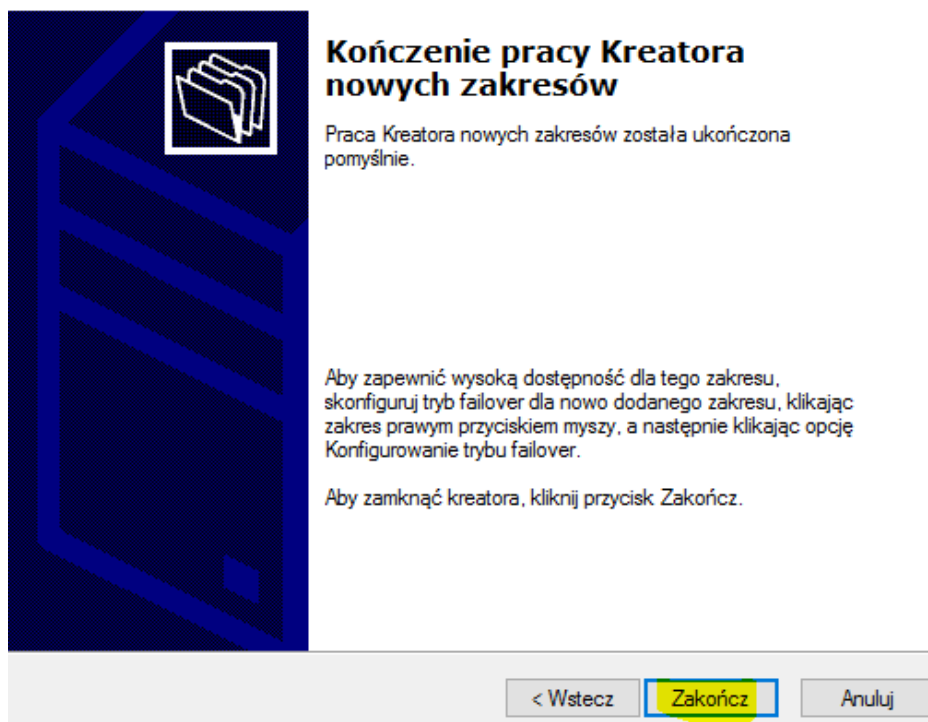 Kończenie pracy Kreatora
nowych zakresów
Praca Kreatora nowych zakresów została ukończona
pomyślnie.
Aby zapewnić wysoką dostępność dla tego zakresu,
skonfiguruj tryb failover dla nowo dodanego zakresu, klikając
zakres prawym przyciskiem myszy, a następnie klikając opcję
Konfigurowanie trybu failover.
Aby zamknąć kreatora, kliknij przycisk Zakończ.
< Wstecz
Zakończ
Anuluj